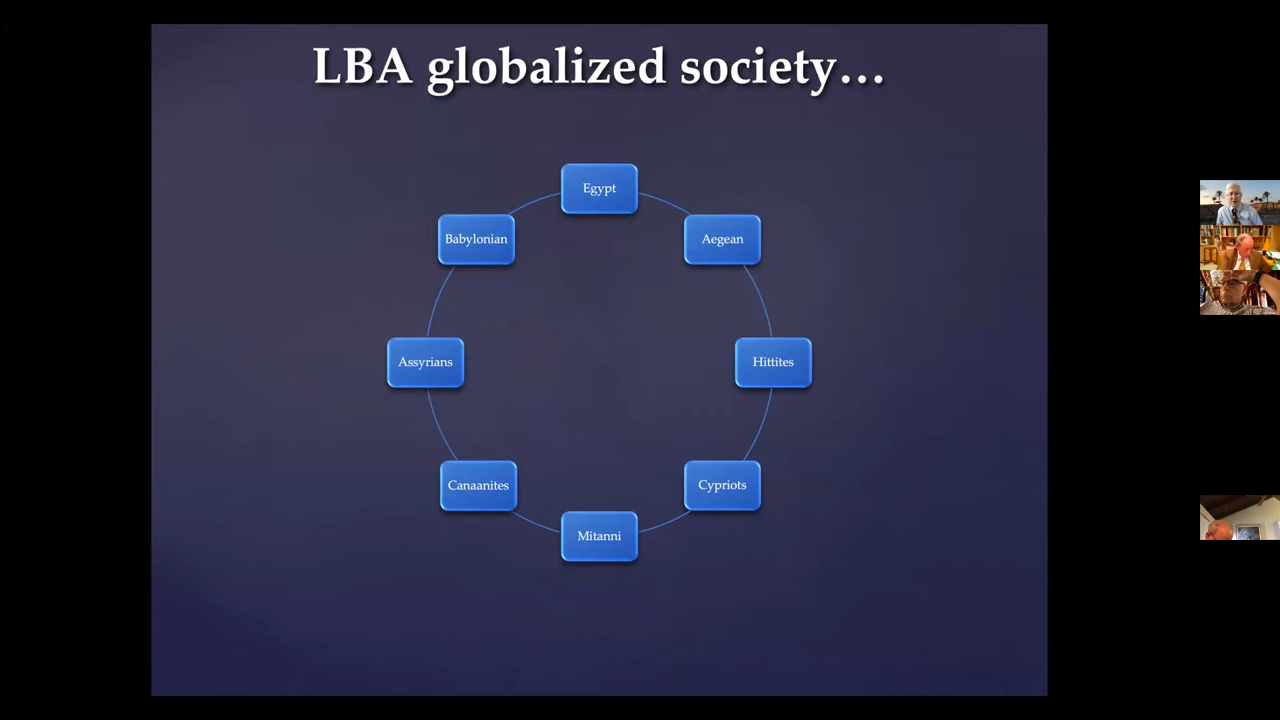 LBA globalized society...
Egypt
Babylonian
Aegean
Assyrians
Hittites
Canaanites
Cypriots
Mitanni